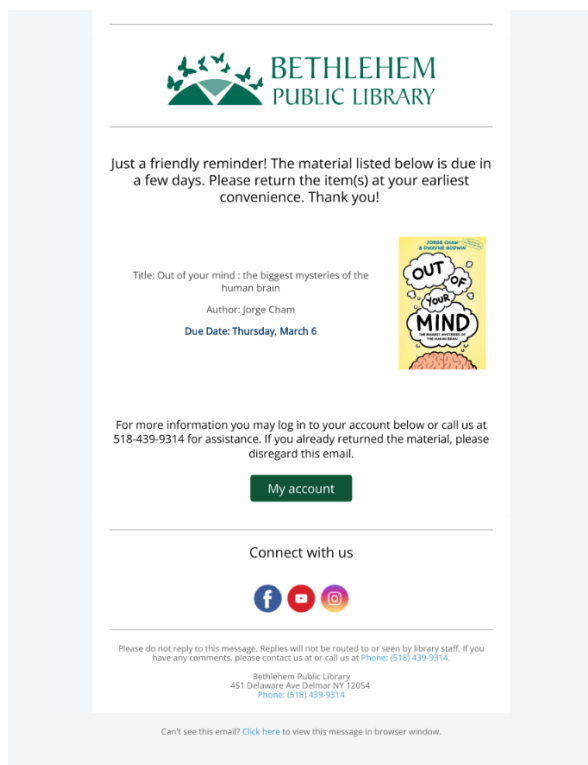 BETHLEHEM
PUBLIC LIBRARY
Just a friendly reminder! The material listed below is due in
a few days. Please return the item(s) at your earliest
convenience. Thank you!
Title: Out of your mind : the biggest mysteries of the
human brain
Author: Jorge Cham
Due Date: Thursday, March 6
JORGE CHAM
& DWAYNE GODWIN
OUT
OF
YOUR
MIND
THE BIGGEST MYSTERIES OF
THE HUMAN BRAIN
For more information you may log in to your account below or call us at
518-439-9314 for assistance. If you already returned the material, please
disregard this email.
My account
Connect with us
Please do not reply to this message. Replies will not be routed to or seen by library staff. If you
have any comments, please contact us at or call us at Phone: (518) 439-9314.
Bethlehem Public Library
451 Delaware Ave Delmar NY 12054
Phone: (518) 439-9314
Can't see this email? Click here to view this message in browser window.